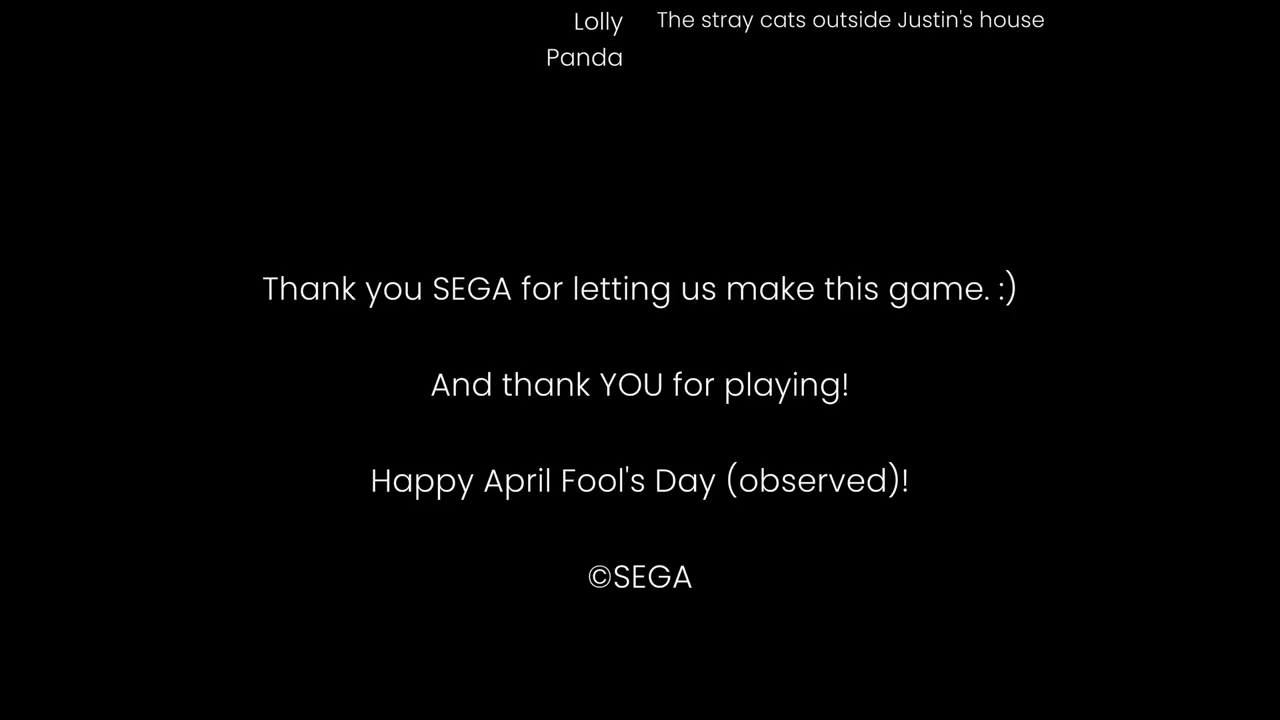 Lolly The stray cats outside Justin's house
Panda
Thank you SEGA for letting us make this game. :)
And thank YOU for playing!
Happy April Fool's Day (observed)!
©SEGA